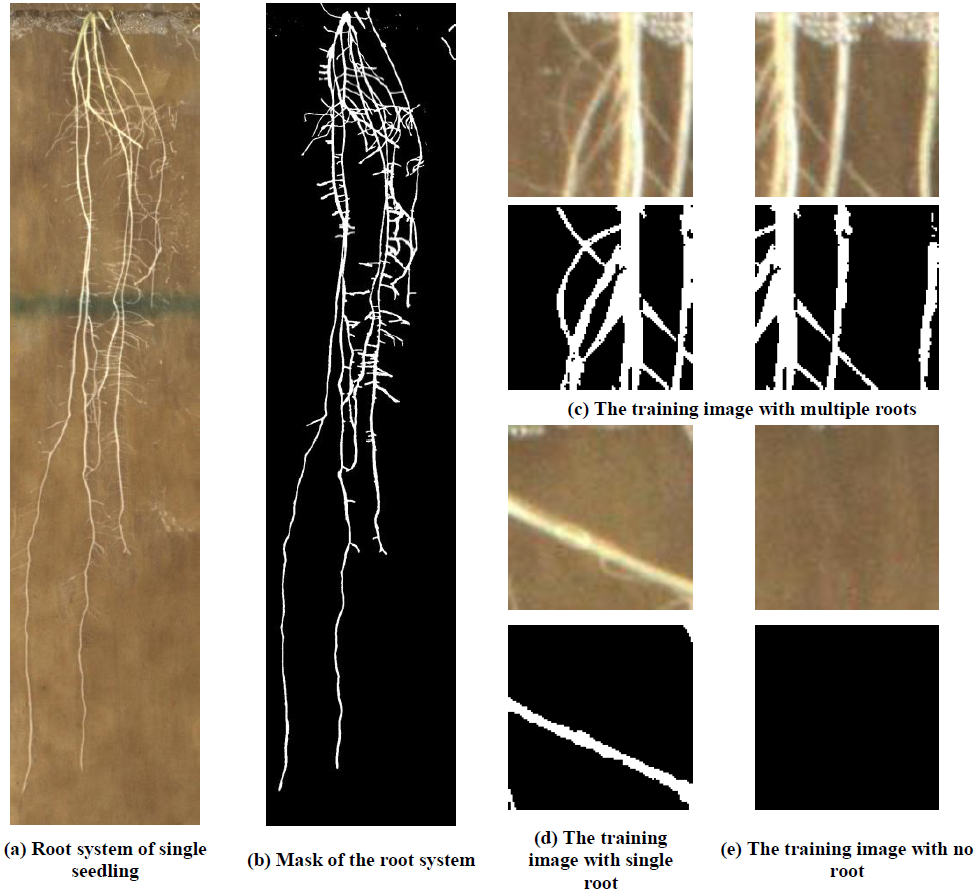 (c) The training image with multiple roots
(a) Root system of single
seedling
(b) Mask of the root system
(d) The training
image with single
root
(e) The training image with no
root